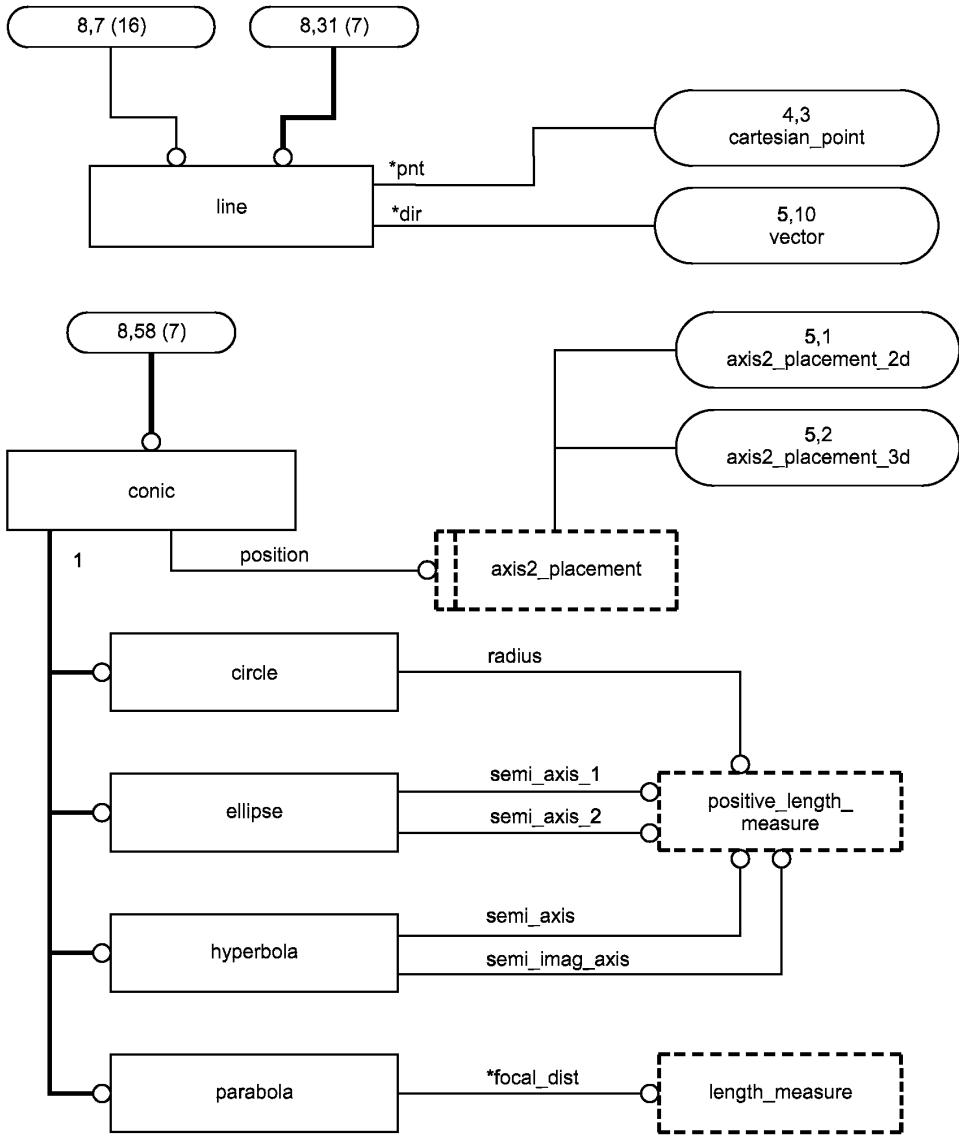 8,7 (16)
8,31 (7)
4,3
cartesian_point
*pnt
line
*dir
5,10
vector
8,58 (7)
5,1
axis2_placement_2d
5,2
axis2_placement_3d
conic
1
position
axis2_placement
circle
radius
ellipse
semi_axis_1
semi_axis_2
positive_length_
measure
hyperbola
semi_axis
semi_imag_axis
parabola
*focal_dist
length_measure